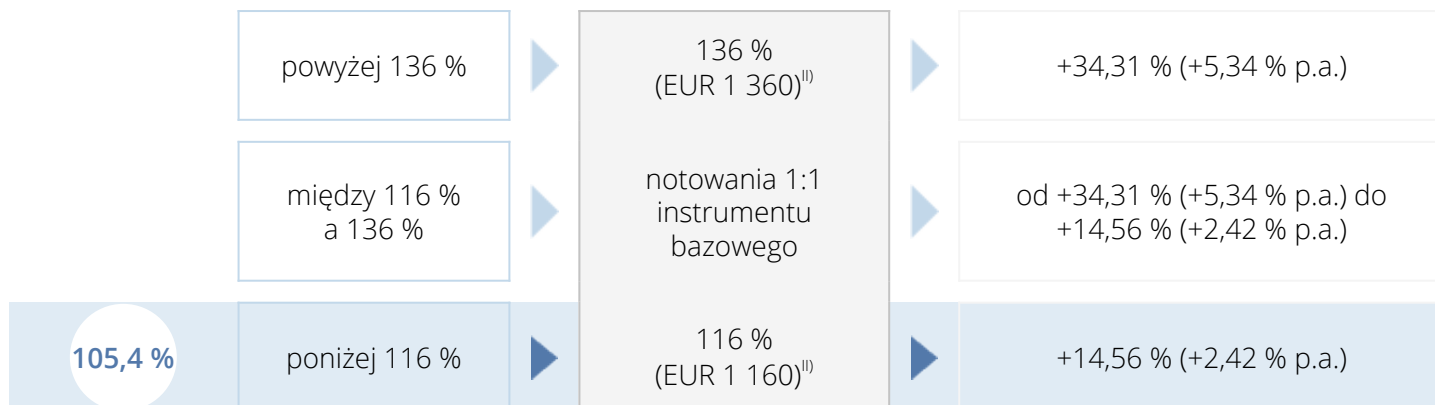 powyżej 136 %
136 %
(EUR 1 360)II)
+34,31 % (+5,34 % p.a.)
między 116 %
a 136 %
notowania 1:1
instrumentu
bazowego
od +34,31 % (+5,34 % p.a.) do
+14,56 % (+2,42 % p.a.)
105,4 %
poniżej 116 %
116 %
(EUR 1 160)II)
+14,56 % (+2,42 % p.a.)